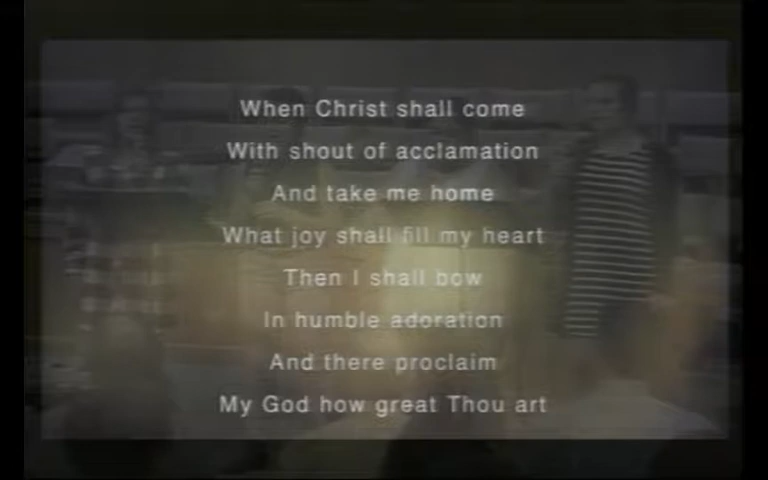 When Christ shall come
With shout of acclamation
And take me home
What joy shall fill my heart
Then I shall bow
In humble adoration
And there proclaim
My God how great Thou art